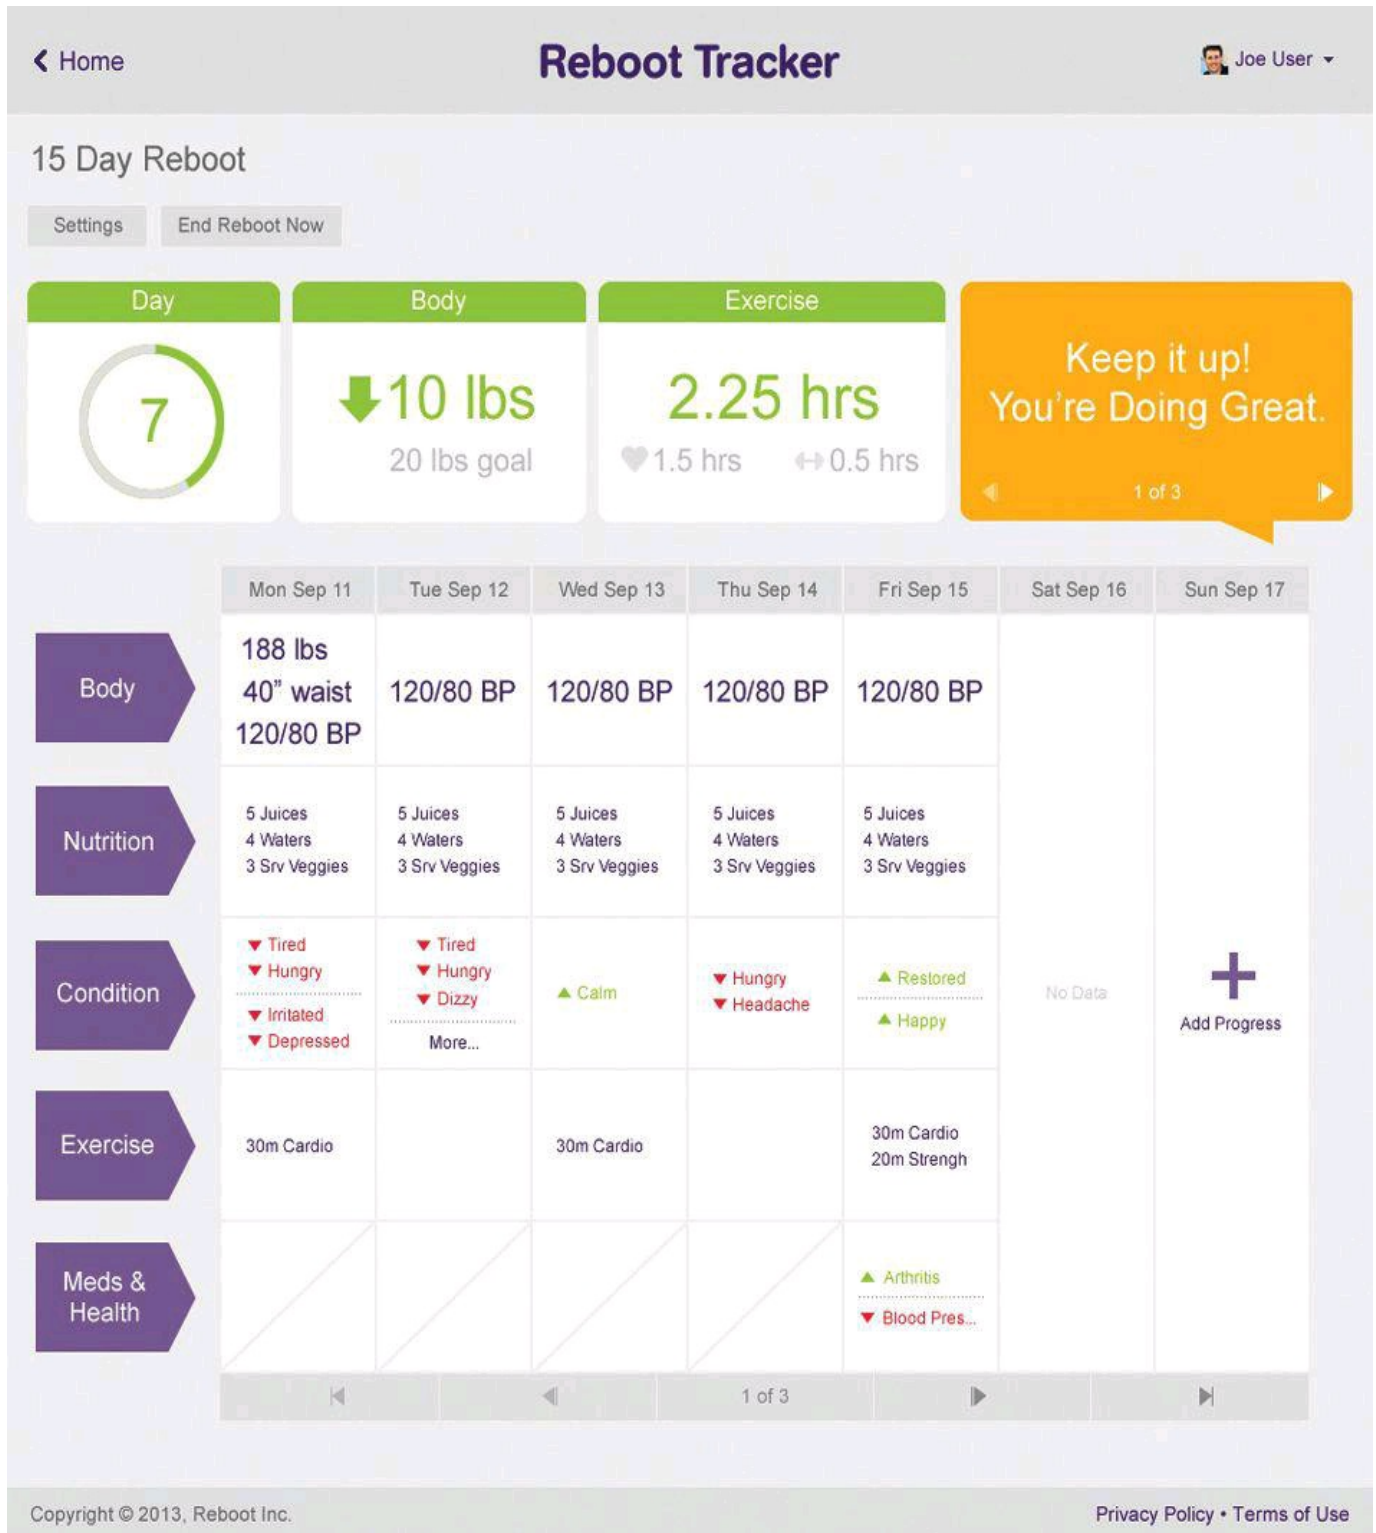 Home
Reboot Tracker
Joe User
15 Day Reboot
Settings
End Reboot Now
Day
7
Body
10 lbs
20 lbs goal
Exercise
2.25 hrs
1.5 hrs
0.5 hrs
Keep it up!
You're Doing Great.
1 of 3
Mon Sep 11
Tue Sep 12
Wed Sep 13
Thu Sep 14
Fri Sep 15
Sat Sep 16
Sun Sep 17
Body
188 lbs
40" waist
120/80 BP
120/80 BP
120/80 BP
120/80 BP
120/80 BP
Nutrition
5 Juices
4 Waters
3 Srv Veggies
5 Juices
4 Waters
3 Srv Veggies
5 Juices
4 Waters
3 Srv Veggies
5 Juices
4 Waters
3 Srv Veggies
5 Juices
4 Waters
3 Srv Veggies
Condition
Tired
Hungry
Irritated
Depressed
Tired
Hungry
Dizzy
More...
Calm
Hungry
Headache
Restored
Happy
No Data
Add Progress
Exercise
30m Cardio
30m Cardio
30m Cardio
20m Strengh
Meds &
Health
Arthritis
Blood Pres...
1 of 3
Copyright © 2013, Reboot Inc.
Privacy Policy • Terms of Use